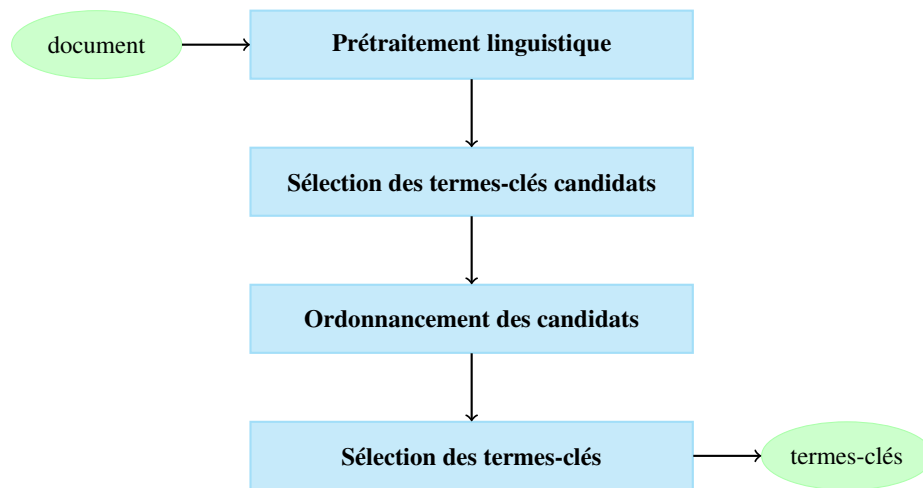 document
Prétraitement linguistique
Sélection des termes-clés candidats
Ordonnancement des candidats
Sélection des termes-clés
termes-clés